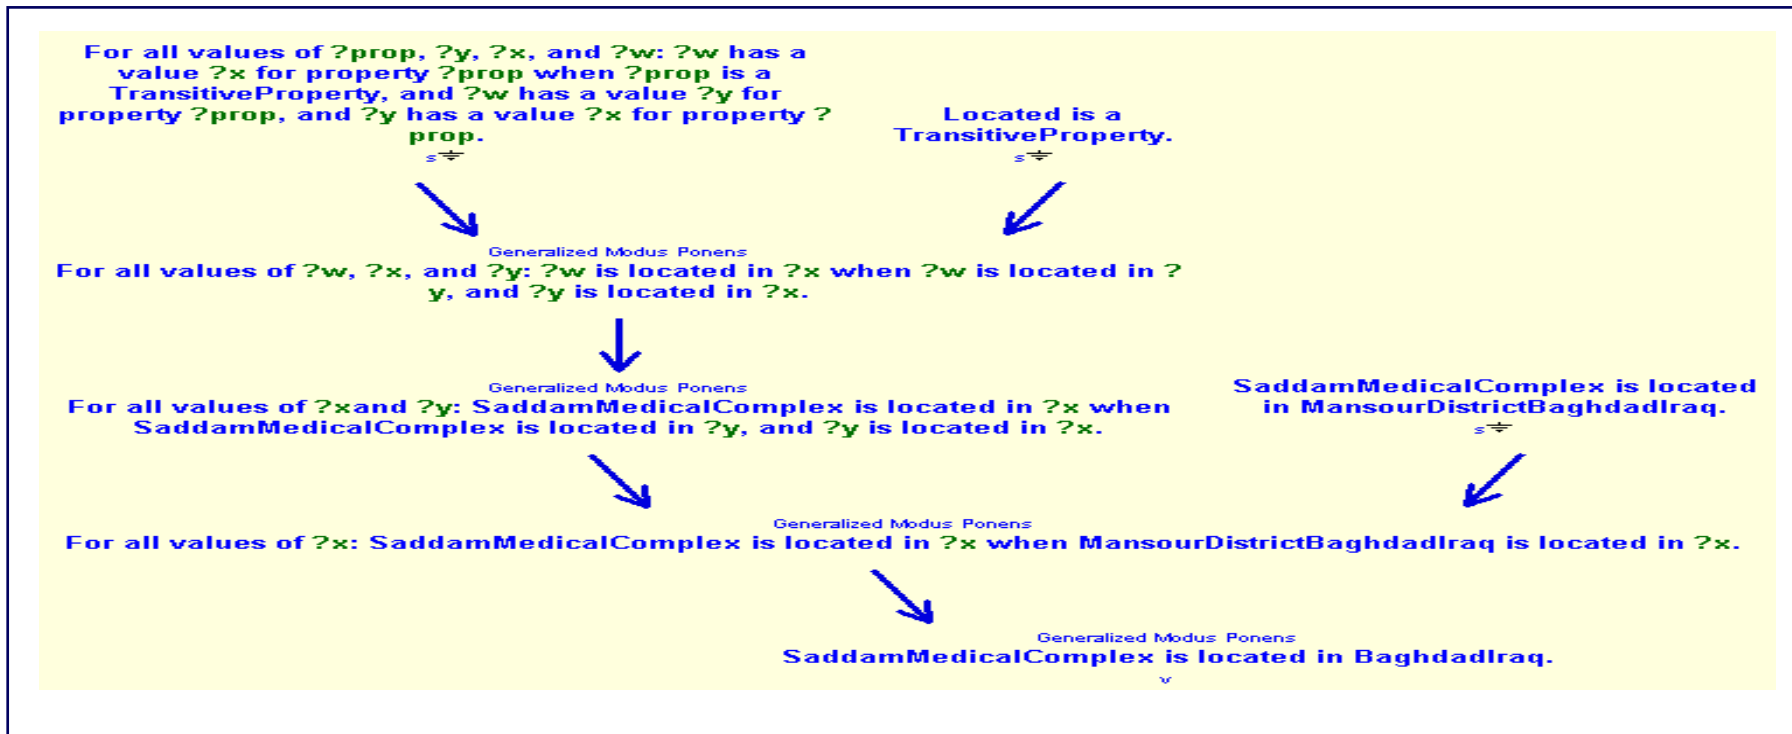 For all values of ?prop, ?y, ?x, and ?w: ?w has a
value ?x for property ?prop when ?prop is a
TransitiveProperty, and ?w has a value ?y for
property ?prop, and ?y has a value ?x for property ?
prop.
s
Located is a
TransitiveProperty.
s
Generalized Modus Ponens
For all values of ?w, ?x, and ?y: ?w is located in ?x when ?w is located in ?
y, and ?y is located in ?x.
Generalized Modus Ponens
For all values of ?xand ?y: SaddamMedicalComplex is located in ?x when
SaddamMedicalComplex is located in ?y, and ?y is located in ?x.
SaddamMedicalComplex is located
in MansourDistrictBaghdadIraq.
s
Generalized Modus Ponens
For all values of ?x: SaddamMedicalComplex is located in ?x when MansourDistrictBaghdadIraq is located in ?x.
Generalized Modus Ponens
SaddamMedicalComplex is located in BaghdadIraq.
v